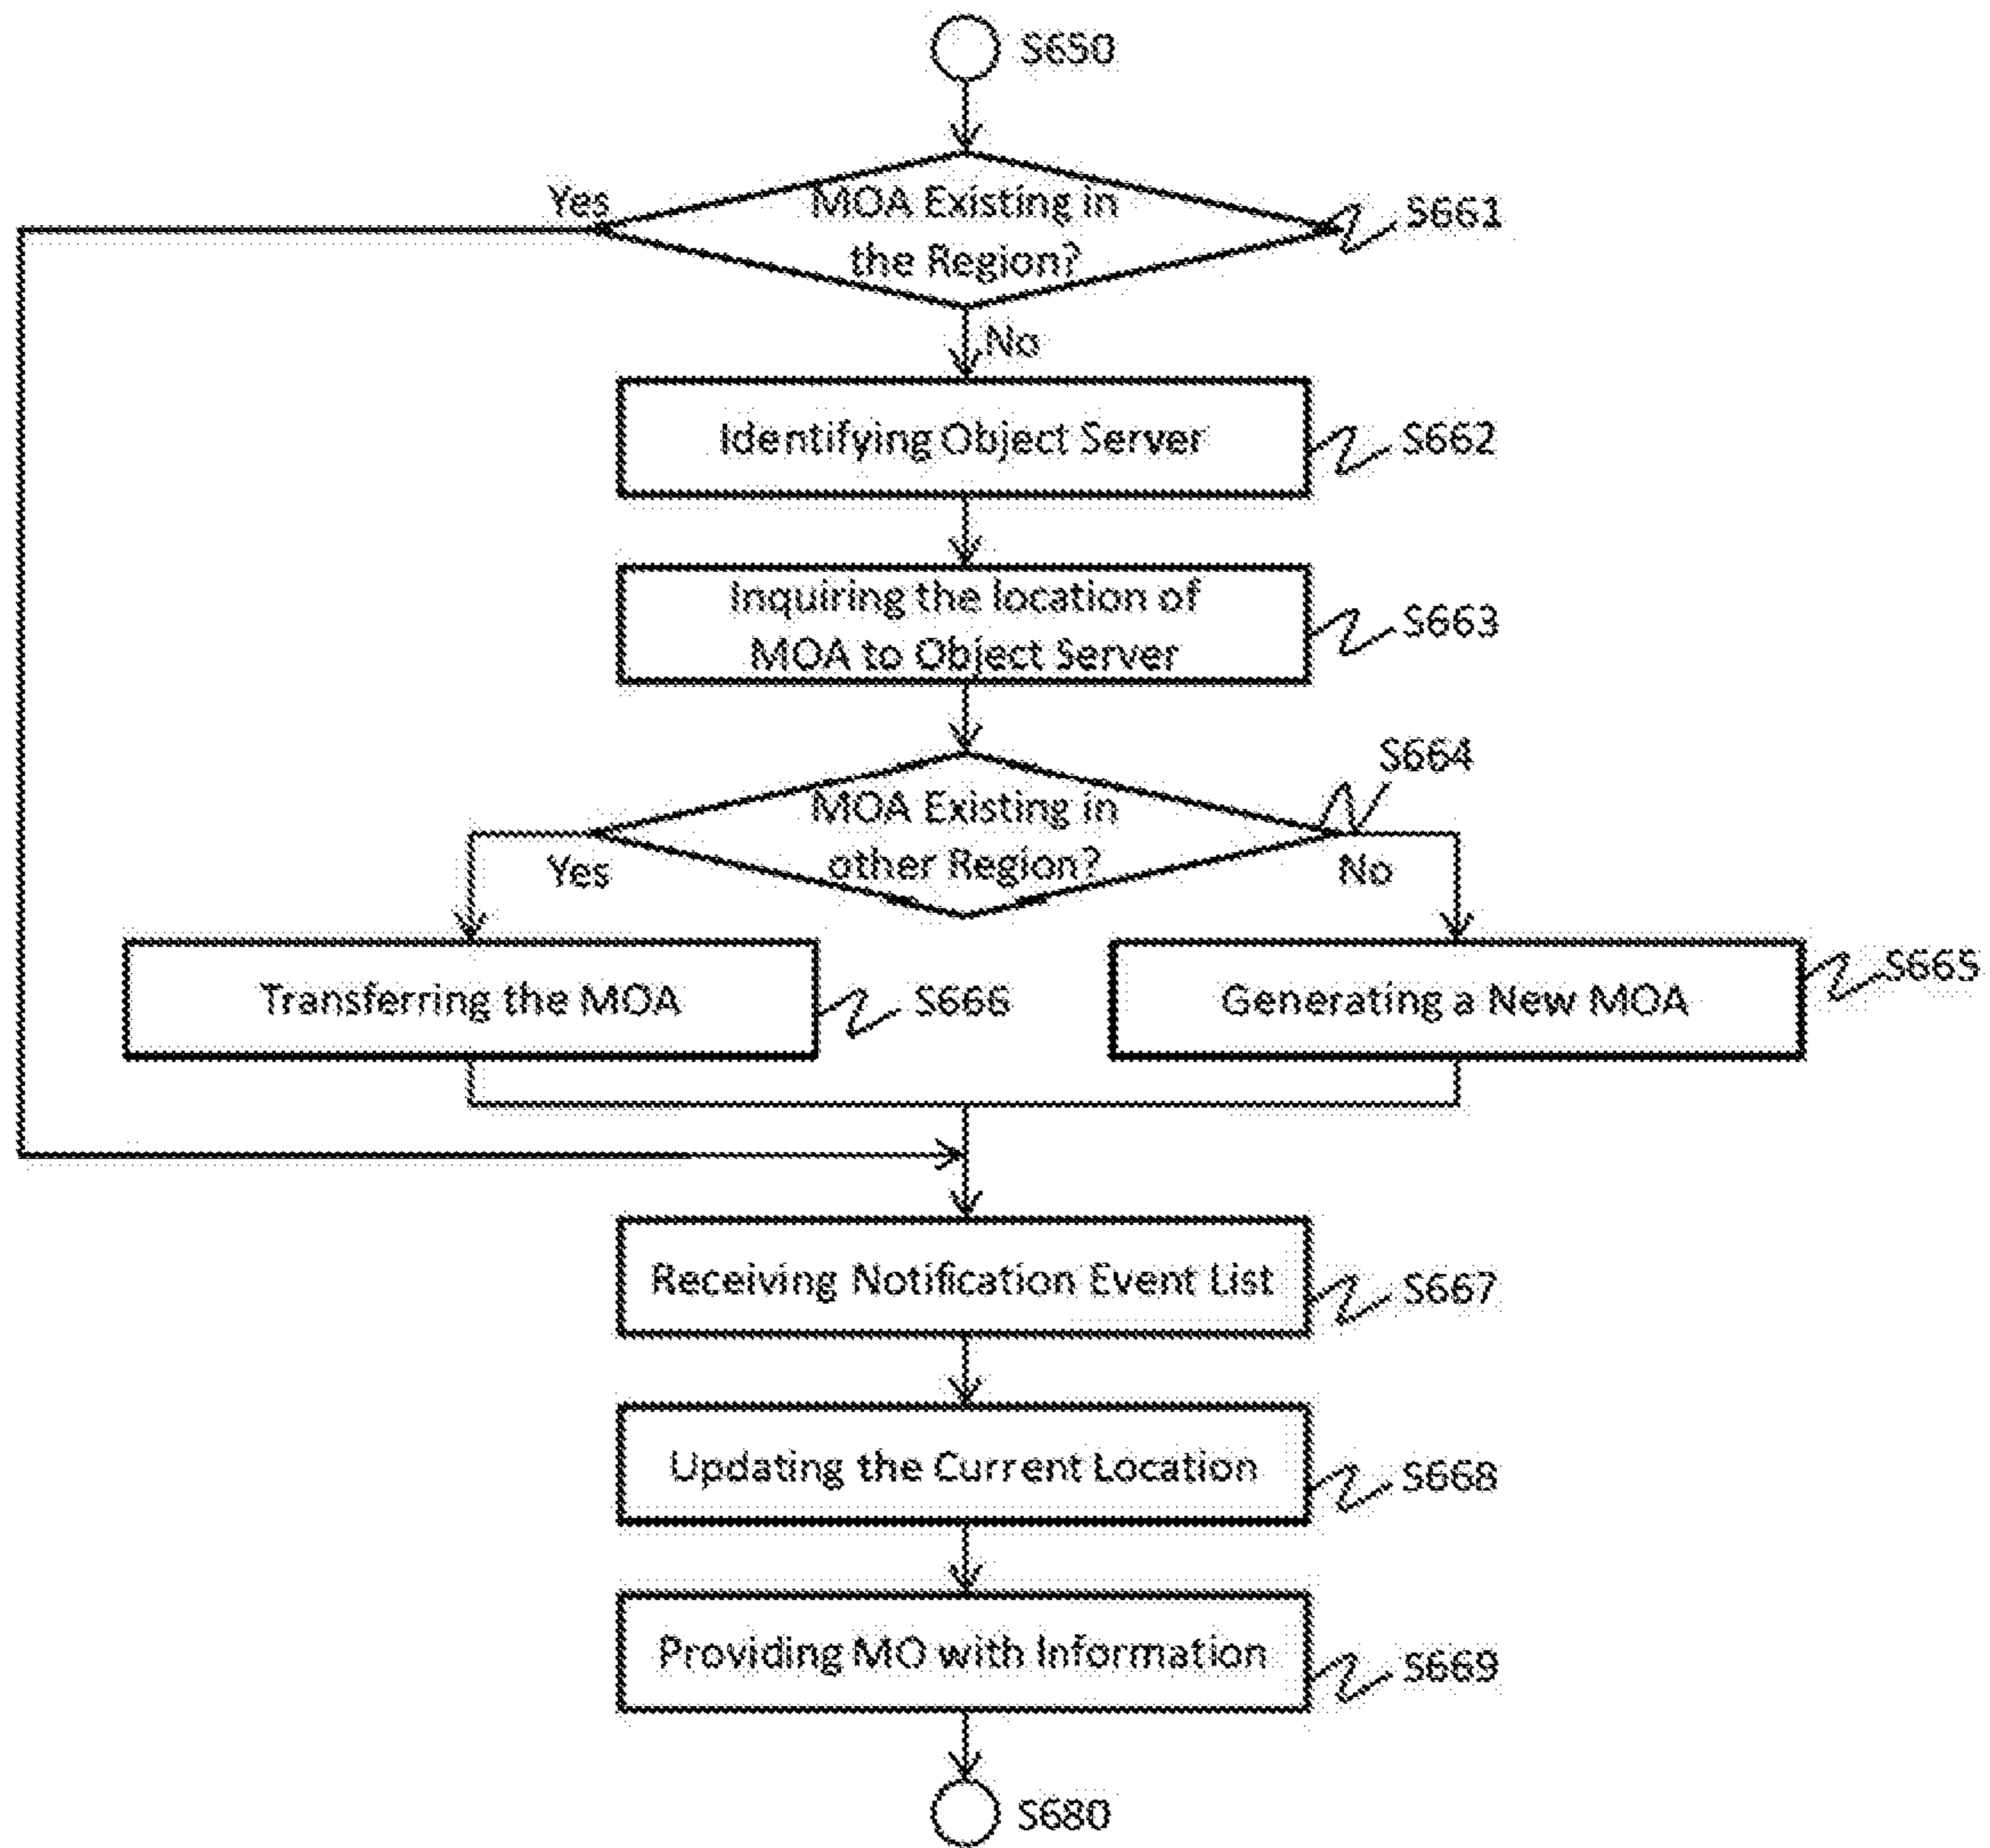 S650
Yes
MOA Existing in
the Region?
S661
No
Identifying Object Server
S662
Inquiring the location of
MOA to Object Server
S663
S664
MOA Existing in
other Region?
Yes
No
Transferring the MOA
S666
Generating a New MOA
S665
Receiving Notification Event List
S667
Updating the Current Location
S668
Providing MO with Information
S669
S680